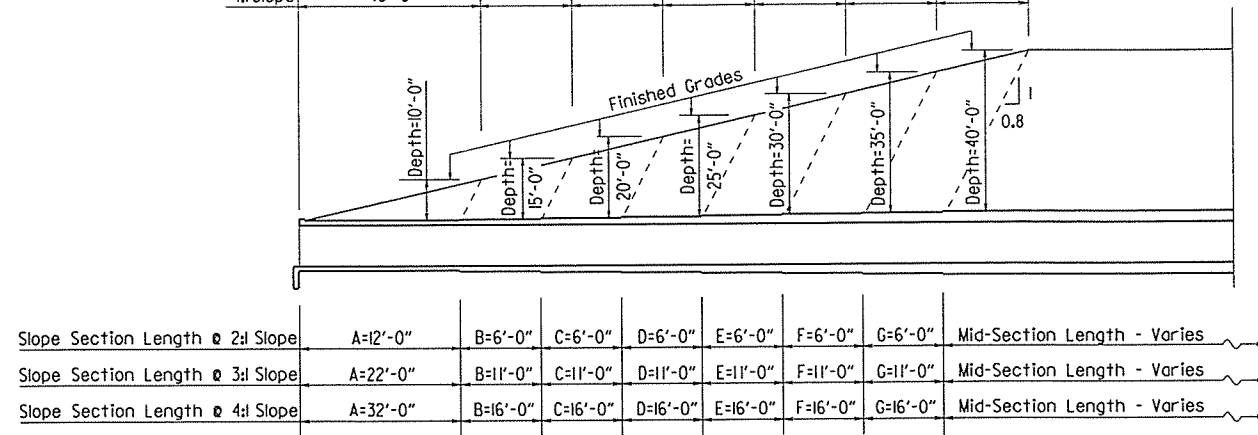 Finished Grades
Depth=10'-0"
Depth=
15'-0"
Depth=
20'-0"
Depth=
25'-0"
Depth=30'-0"
Depth=35'-0"
Depth=40'-0"
1
0.8
Slope Section Length @ 2:1 Slope A=12'-0" B=6'-0" C=6'-0" D=6'-0" E=6'-0" F=6'-0" G=6'-0" Mid-Section Length - Varies
Slope Section Length @ 3:1 Slope A=22'-0" B=11'-0" C=11'-0" D=11'-0" E=11'-0" F=11'-0" G=11'-0" Mid-Section Length - Varies
Slope Section Length @ 4:1 Slope A=32'-0" B=16'-0" C=16'-0" D=16'-0" E=16'-0" F=16'-0" G=16'-0" Mid-Section Length - Varies